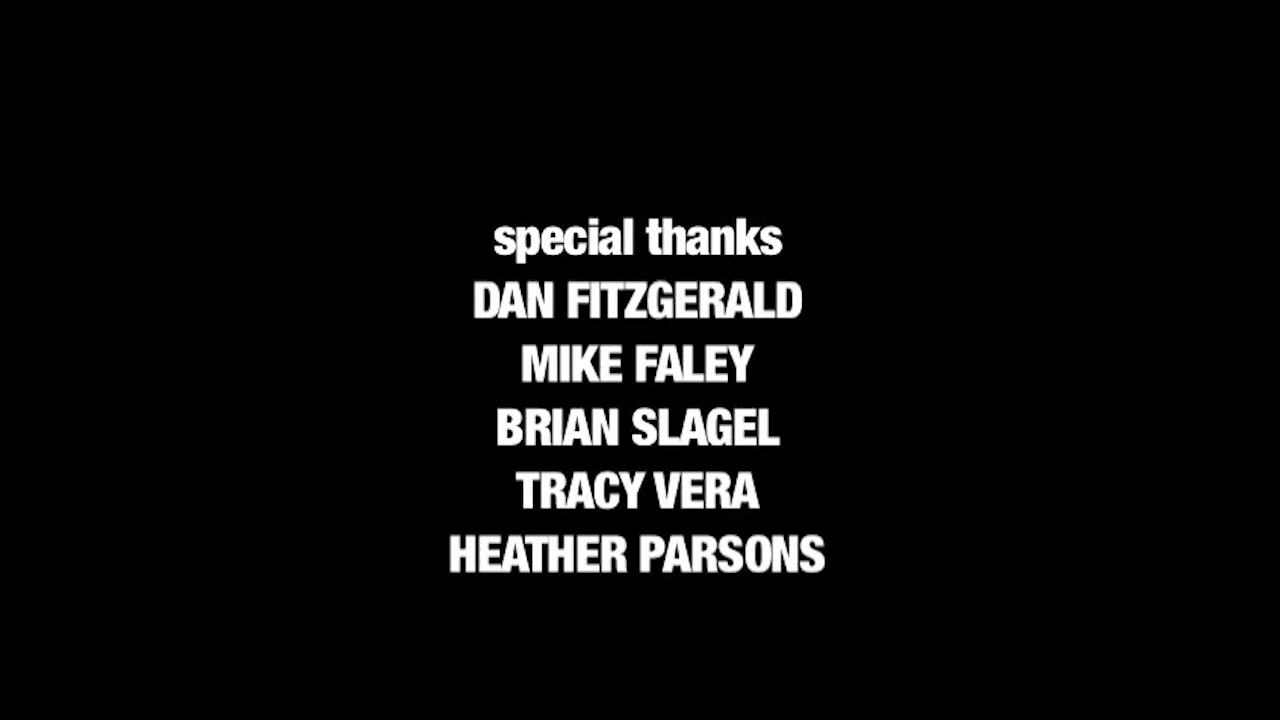 special thanks
DAN FITZGERALD
MIKE FALEY
BRIAN SLAGEL
TRACY VERA
HEATHER PARSONS